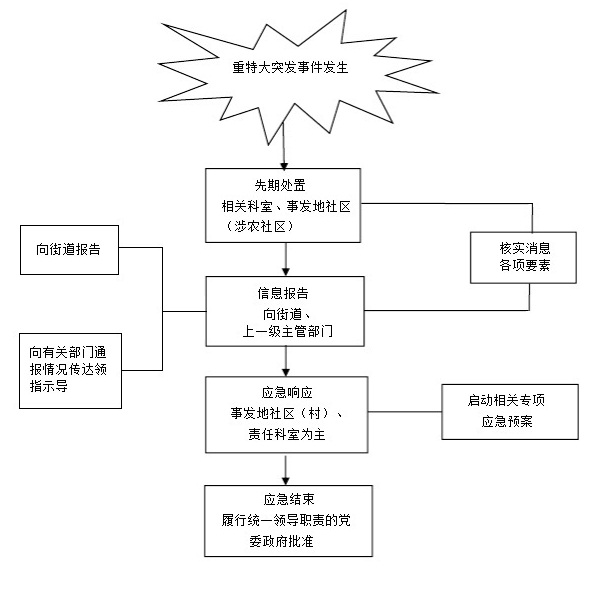 重特大突发事件发生
先期处置
相关科室、事发地社区
（涉农社区）
向街道报告
核实消息
各项要素
信息报告
向街道、
上一级主管部门
向有关部门通
报情况传达领
指示导
应急响应
事发地社区（村）、
责任科室为主
启动相关专项
应急预案
应急结束
履行统一领导职责的党
委政府批准